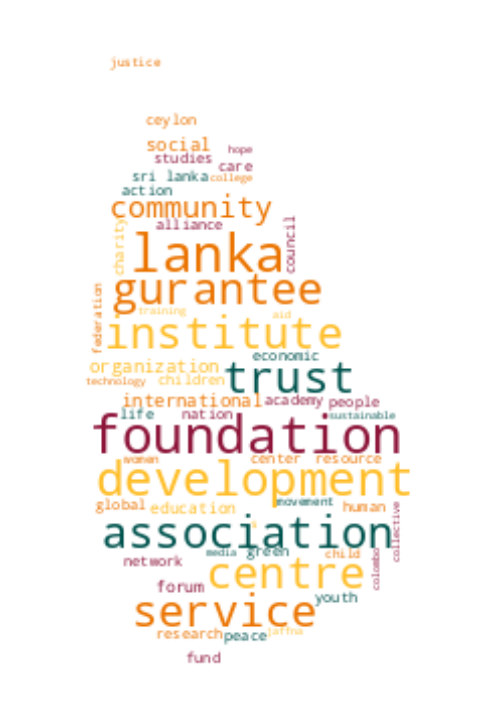 justice
ceylon
social
hope
studies
care
sri lanka
college
action
community
alliance
charity
council
lanka
gurantee
federation
training
aid
institute
economic
organization
trust
technology
children
international
academy
people
life
nation
sustainable
foundation
women
center
resource
development
movement
global
education
human
collective
s
association
media
green
child
colombo
network
centre
forum
youth
service
research
peace
jaffna
fund